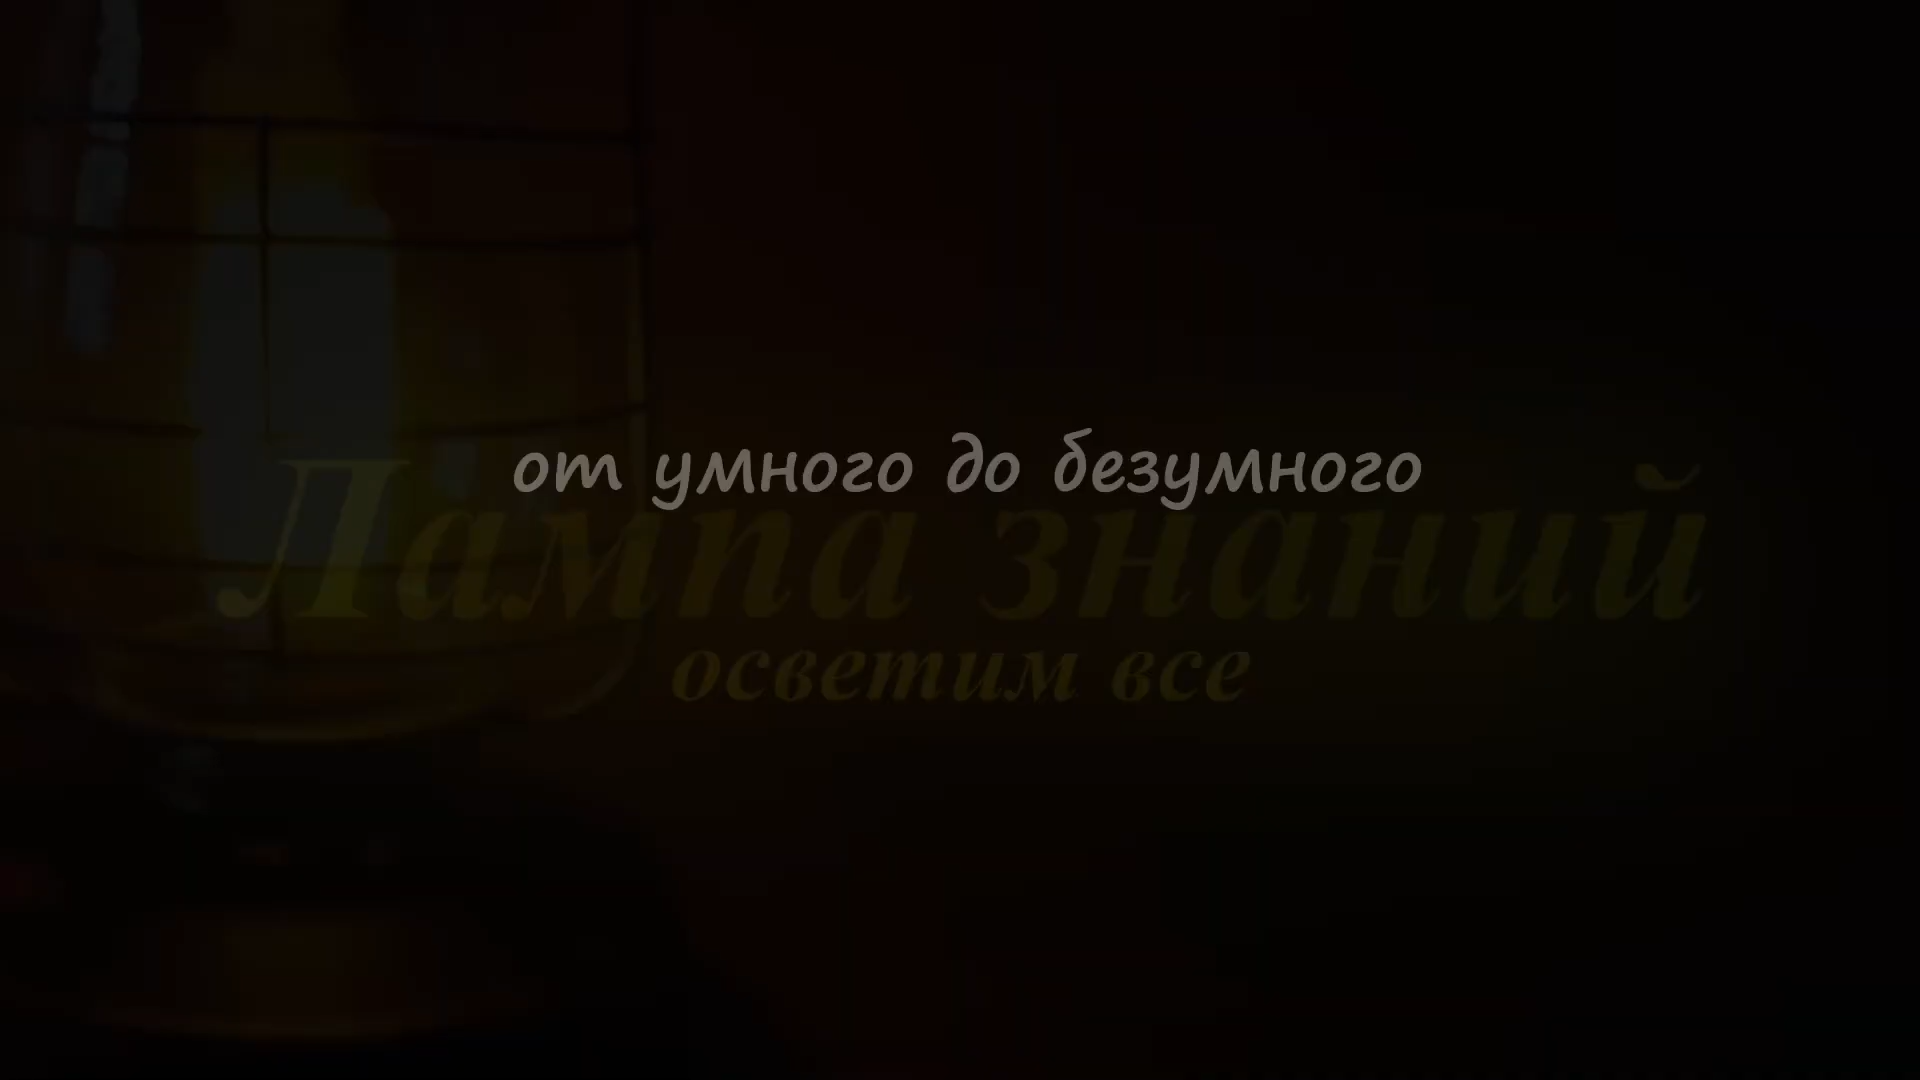 от умного до безумного
Лампа знаний
осветим все